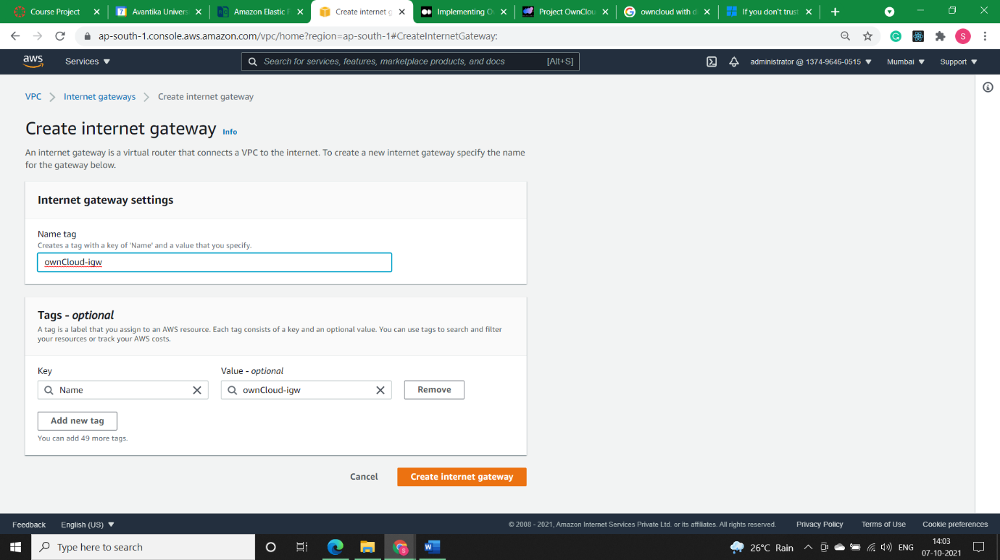 Course Project
Avantika Univers
Amazon Elastic F
Create internet g
Implementing O
Project OwnClou
owncloud with d
If you don't trust
ap-south-1.console.aws.amazon.com/vpc/home?region=ap-south-1#CreateInternetGateway:
S
aws
Services
Search for services, features, marketplace products, and docs
[Alt+S]
administrator @ 1374-9646-0515
Mumbai
Support
VPC
Internet gateways
Create internet gateway
Create internet gateway Info
An internet gateway is a virtual router that connects a VPC to the internet. To create a new internet gateway specify the name
for the gateway below.
Internet gateway settings
Name tag
Creates a tag with a key of 'Name' and a value that you specify.
ownCloud-igw
Tags - optional
A tag is a label that you assign to an AWS resource. Each tag consists of a key and an optional value. You can use tags to search and filter
your resources or track your AWS costs.
Key
Value - optional
Name
ownCloud-igw
Remove
Add new tag
You can add 49 more tags.
Cancel
Create internet gateway
Feedback
English (US)
© 2008 - 2021, Amazon Internet Services Private Ltd. or its affiliates. All rights reserved.
Privacy Policy
Terms of Use
Cookie preferences
Type here to search
26°C Rain
ENG
14:03
07-10-2021